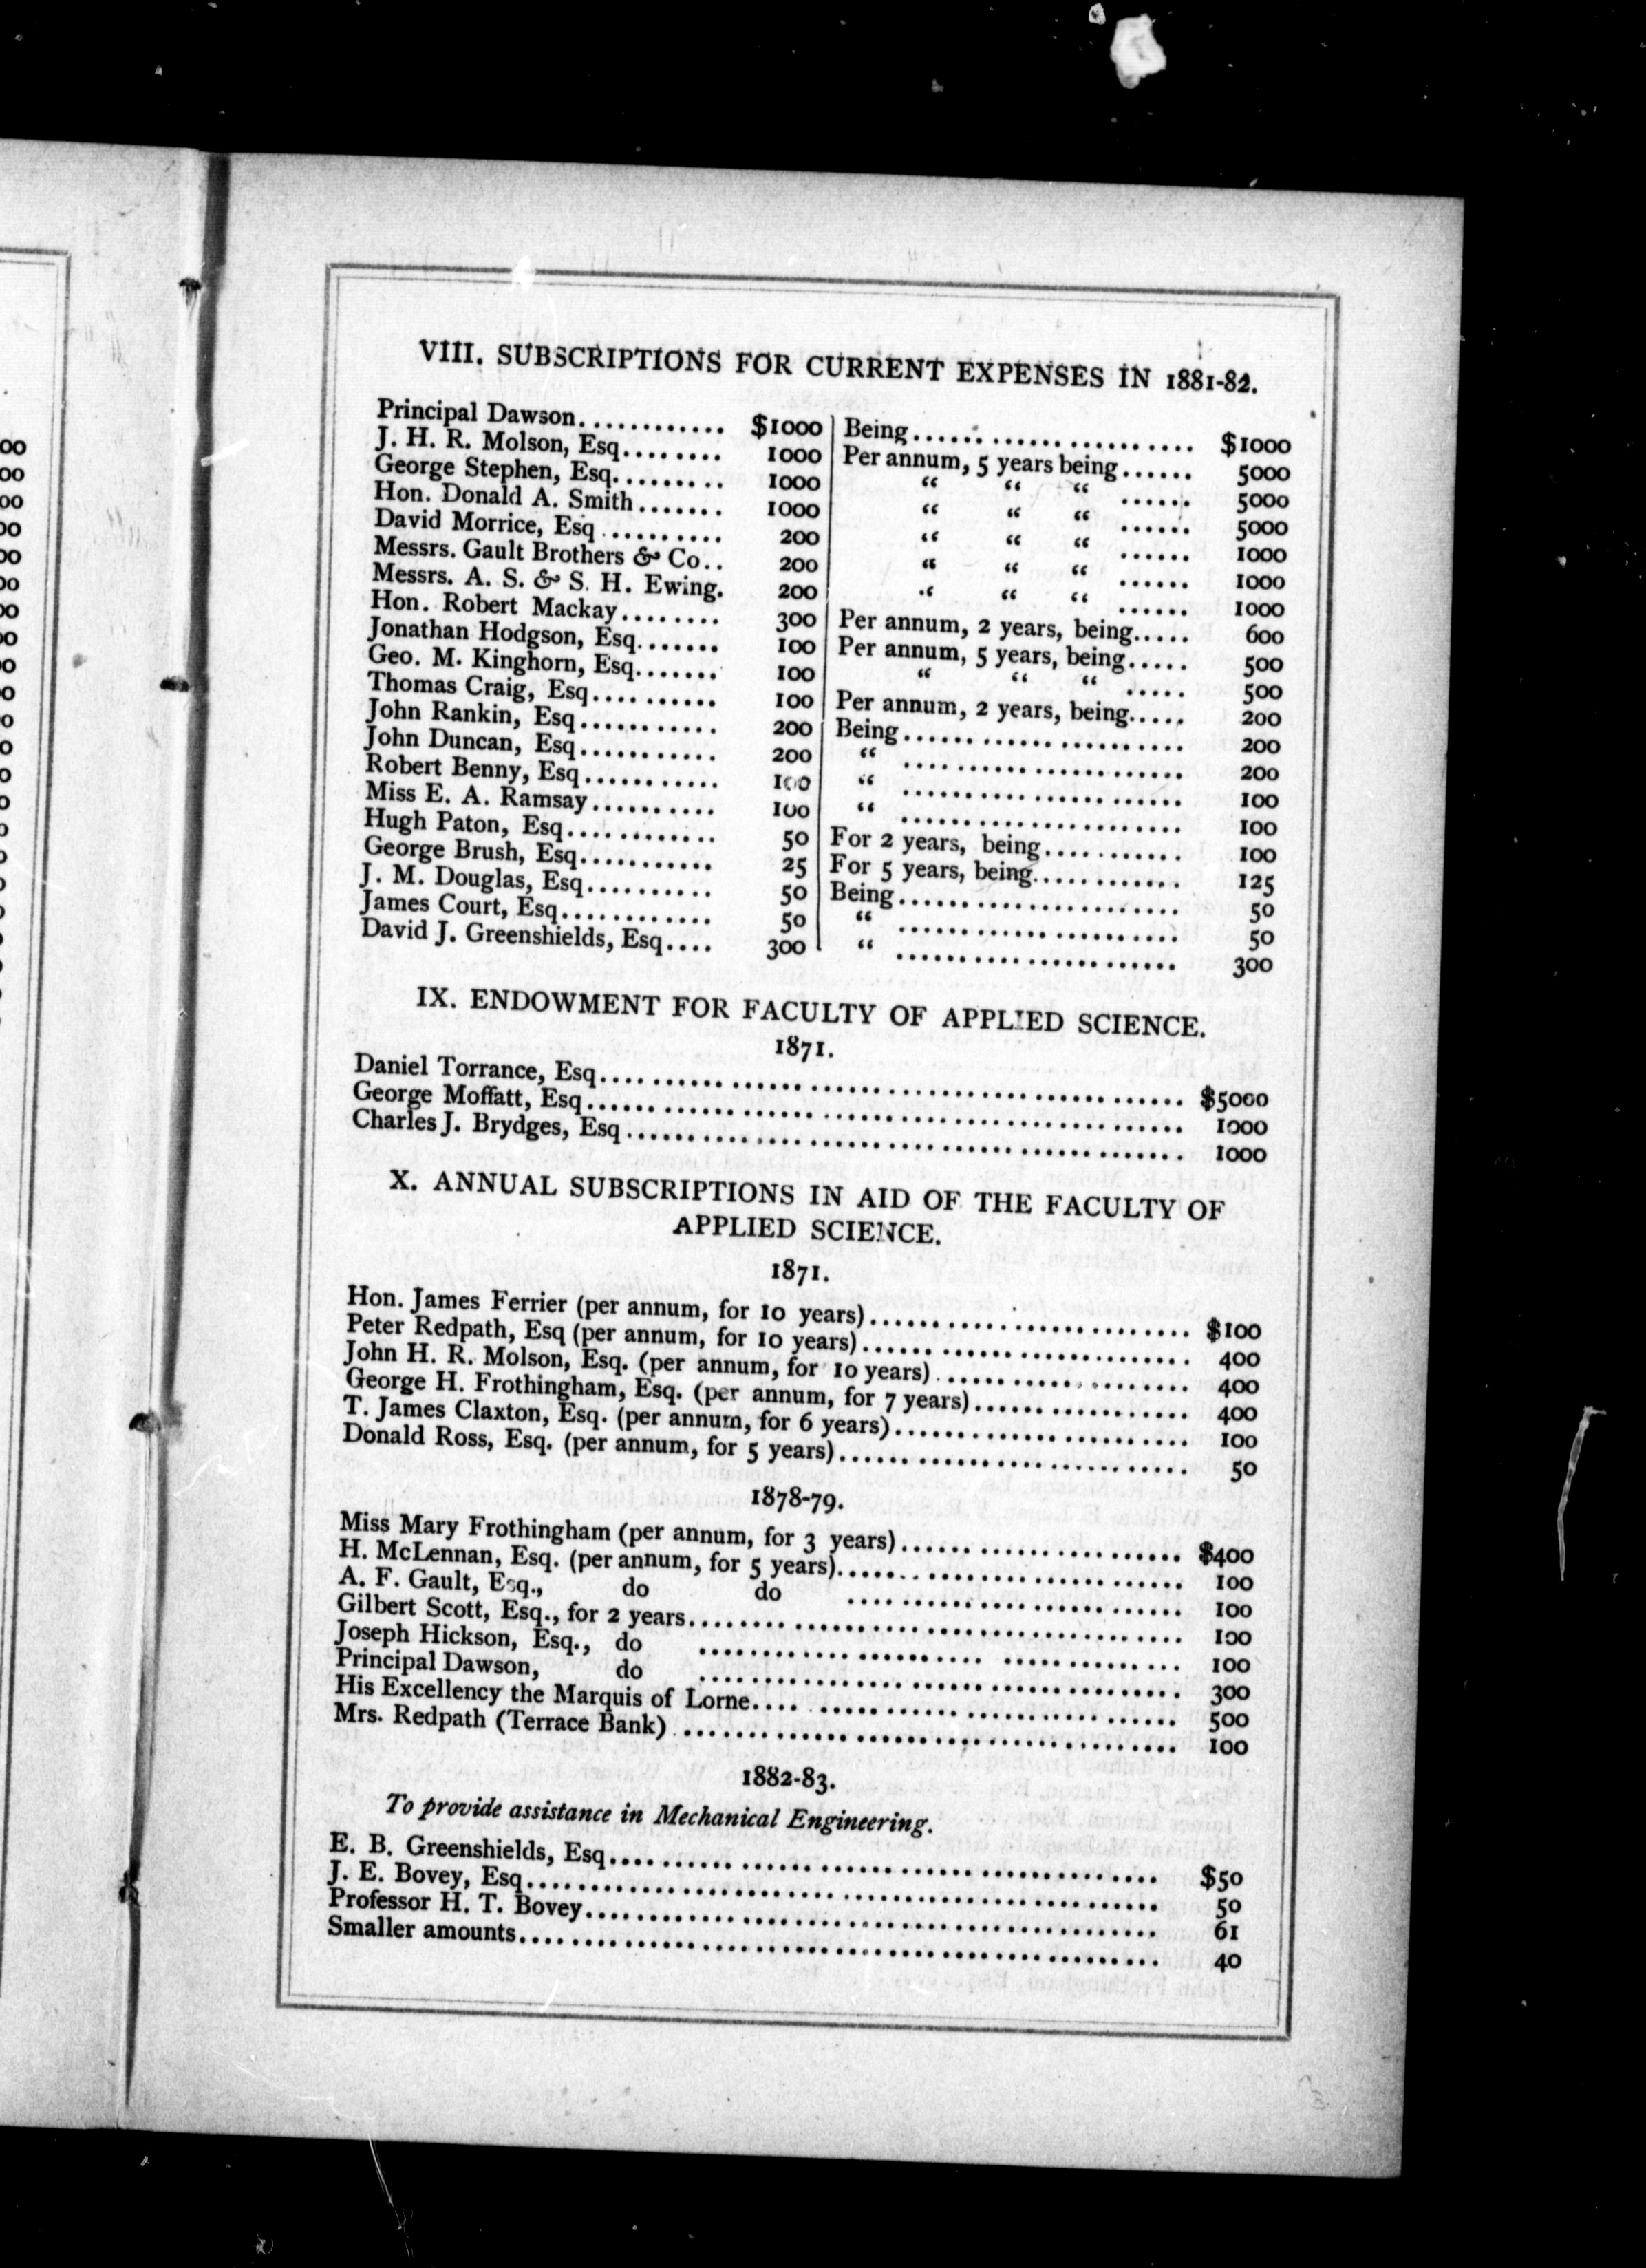 VIII. SUBSCRIPTIONS FOR CURRENT EXPENSES IN 1881-82.
Principal Dawson............ $1000 Being...................... $1000
J. H. R. Molson, Esq........ 1000 Per annum, 5 years being...... 5000
George Stephen, Esq......... 1000 “ “ “ ...... 5000
Hon. Donald A. Smith....... 1000 “ “ “ ...... 5000
David Morrice, Esq.......... 200 “ “ “ ...... 1000
Messrs. Gault Brothers & Co.. 200 “ “ “ ...... 1000
Messrs. A. S. & S. H. Ewing. 200 “ “ “ ...... 1000
Hon. Robert Mackay........ 300 Per annum, 2 years, being..... 600
Jonathan Hodgson, Esq....... 100 Per annum, 5 years, being..... 500
Geo. M. Kinghorn, Esq....... 100 “ “ “ ..... 500
Thomas Craig, Esq.......... 100 Per annum, 2 years, being..... 200
John Rankin, Esq........... 200 Being...................... 200
John Duncan, Esq........... 200 “ ...................... 200
Robert Benny, Esq........... 100 “ ...................... 100
Miss E. A. Ramsay.......... 100 “ ...................... 100
Hugh Paton, Esq............ 50 For 2 years, being........... 100
George Brush, Esq........... 25 For 5 years, being............ 125
J. M. Douglas, Esq.......... 50 Being...................... 50
James Court, Esq............ 50 “ ...................... 50
David J. Greenshields, Esq.... 300 “ ...................... 300
IX. ENDOWMENT FOR FACULTY OF APPLIED SCIENCE.
1871.
Daniel Torrance, Esq............................................. $5000
George Moffatt, Esq.............................................. 1000
Charles J. Brydges, Esq........................................... 1000
X. ANNUAL SUBSCRIPTIONS IN AID OF THE FACULTY OF
APPLIED SCIENCE.
1871.
Hon. James Ferrier (per annum, for 10 years)......................... $100
Peter Redpath, Esq (per annum, for 10 years)......................... 400
John H. R. Molson, Esq. (per annum, for 10 years).................... 400
George H. Frothingham, Esq. (per annum, for 7 years)................. 400
T. James Claxton, Esq. (per annum, for 6 years)....................... 100
Donald Ross, Esq. (per annum, for 5 years)........................... 50
1878-79.
Miss Mary Frothingham (per annum, for 3 years)...................... $400
H. McLennan, Esq. (per annum, for 5 years).......................... 100
A. F. Gault, Esq., do do .......................... 100
Gilbert Scott, Esq., for 2 years....................................... 100
Joseph Hickson, Esq., do ..................................... 100
Principal Dawson, do ..................................... 300
His Excellency the Marquis of Lorne................................ 500
Mrs. Redpath (Terrace Bank)....................................... 100
1882-83.
To provide assistance in Mechanical Engineering.
E. B. Greenshields, Esq........................................... $50
J. E. Bovey, Esq................................................. 50
Professor H. T. Bovey............................................ 61
Smaller amounts................................................. 40